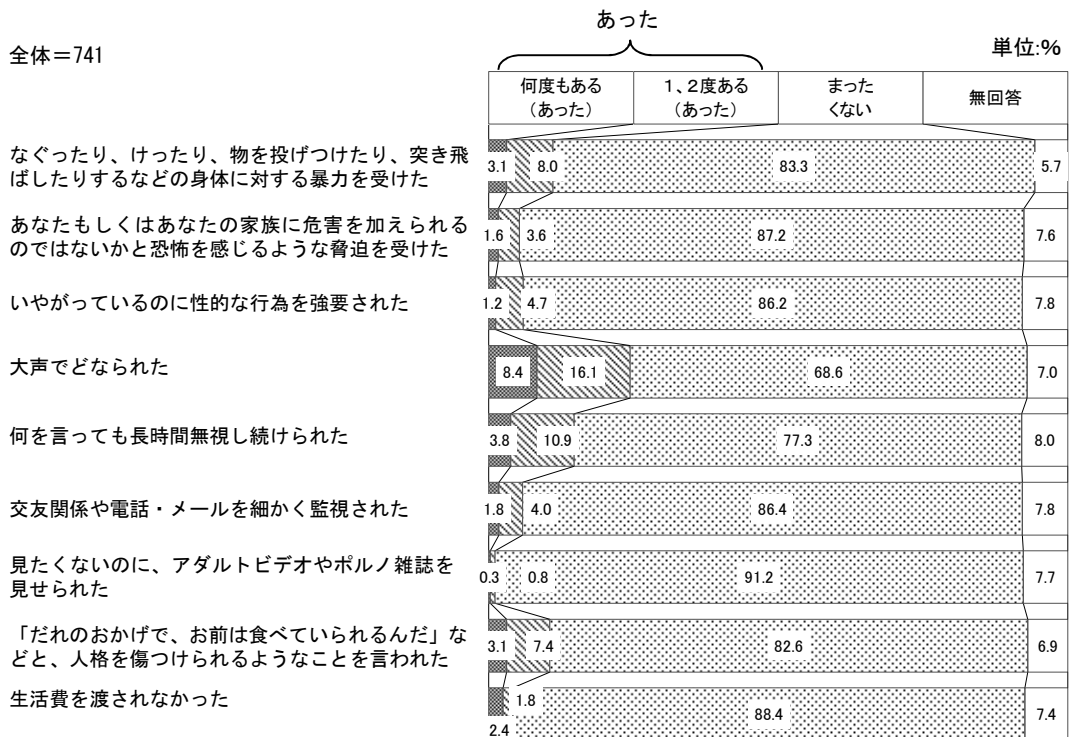 あった
全体＝741
単位:%
何度もある
（あった）
１、２度ある
（あった）
まった
くない
無回答
なぐったり、けったり、物を投げつけたり、突き飛
ばしたりするなどの身体に対する暴力を受けた
3.1 8.0 83.3 5.7
あなたもしくはあなたの家族に危害を加えられる
のではないかと恐怖を感じるような脅迫を受けた
1.6 3.6 87.2 7.6
いやがっているのに性的な行為を強要された
1.2 4.7 86.2 7.8
大声でどなられた
8.4 16.1 68.6 7.0
何を言っても長時間無視し続けられた
3.8 10.9 77.3 8.0
交友関係や電話・メールを細かく監視された
1.8 4.0 86.4 7.8
見たくないのに、アダルトビデオやポルノ雑誌を
見せられた
0.3 0.8 91.2 7.7
「だれのおかげで、お前は食べていられるんだ」な
どと、人格を傷つけられるようなことを言われた
3.1 7.4 82.6 6.9
生活費を渡されなかった
2.4 1.8 88.4 7.4